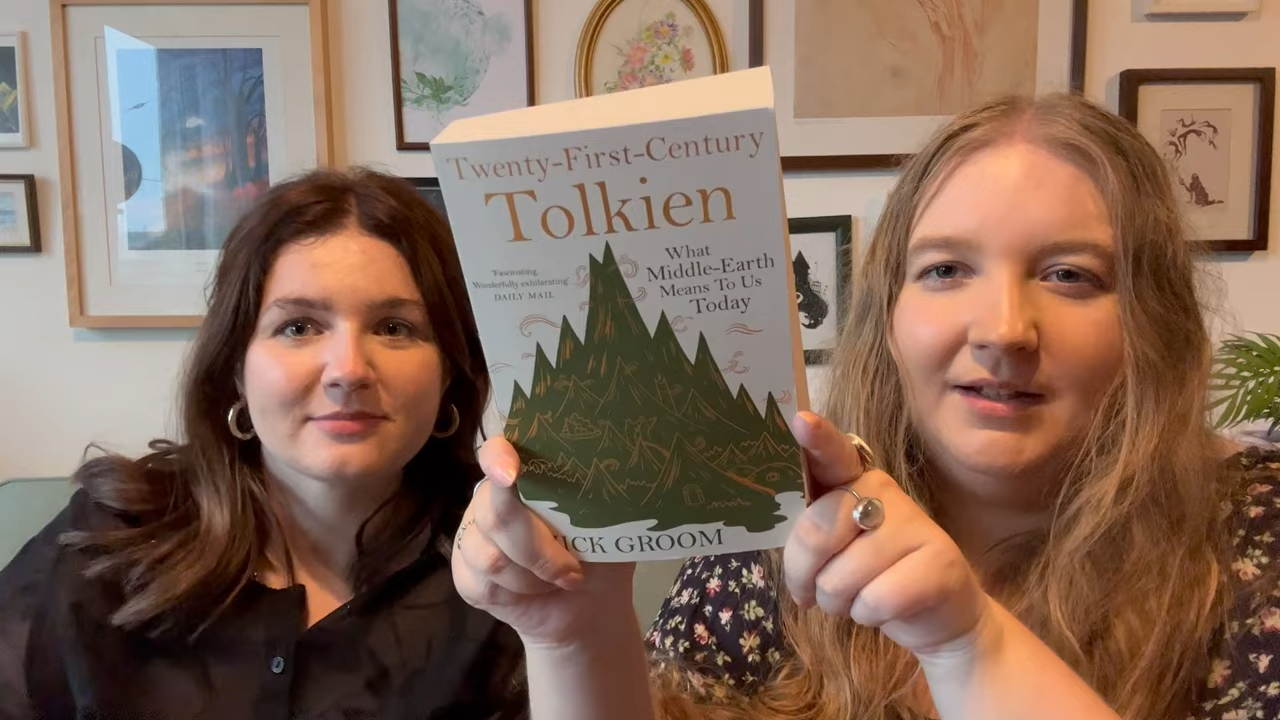 Twenty-First-Century
Tolkien
What
Middle-Earth
Means To Us
Today
"Fascinating.
Wonderfully exhilarating"
DAILY MAIL
ICK GROOM